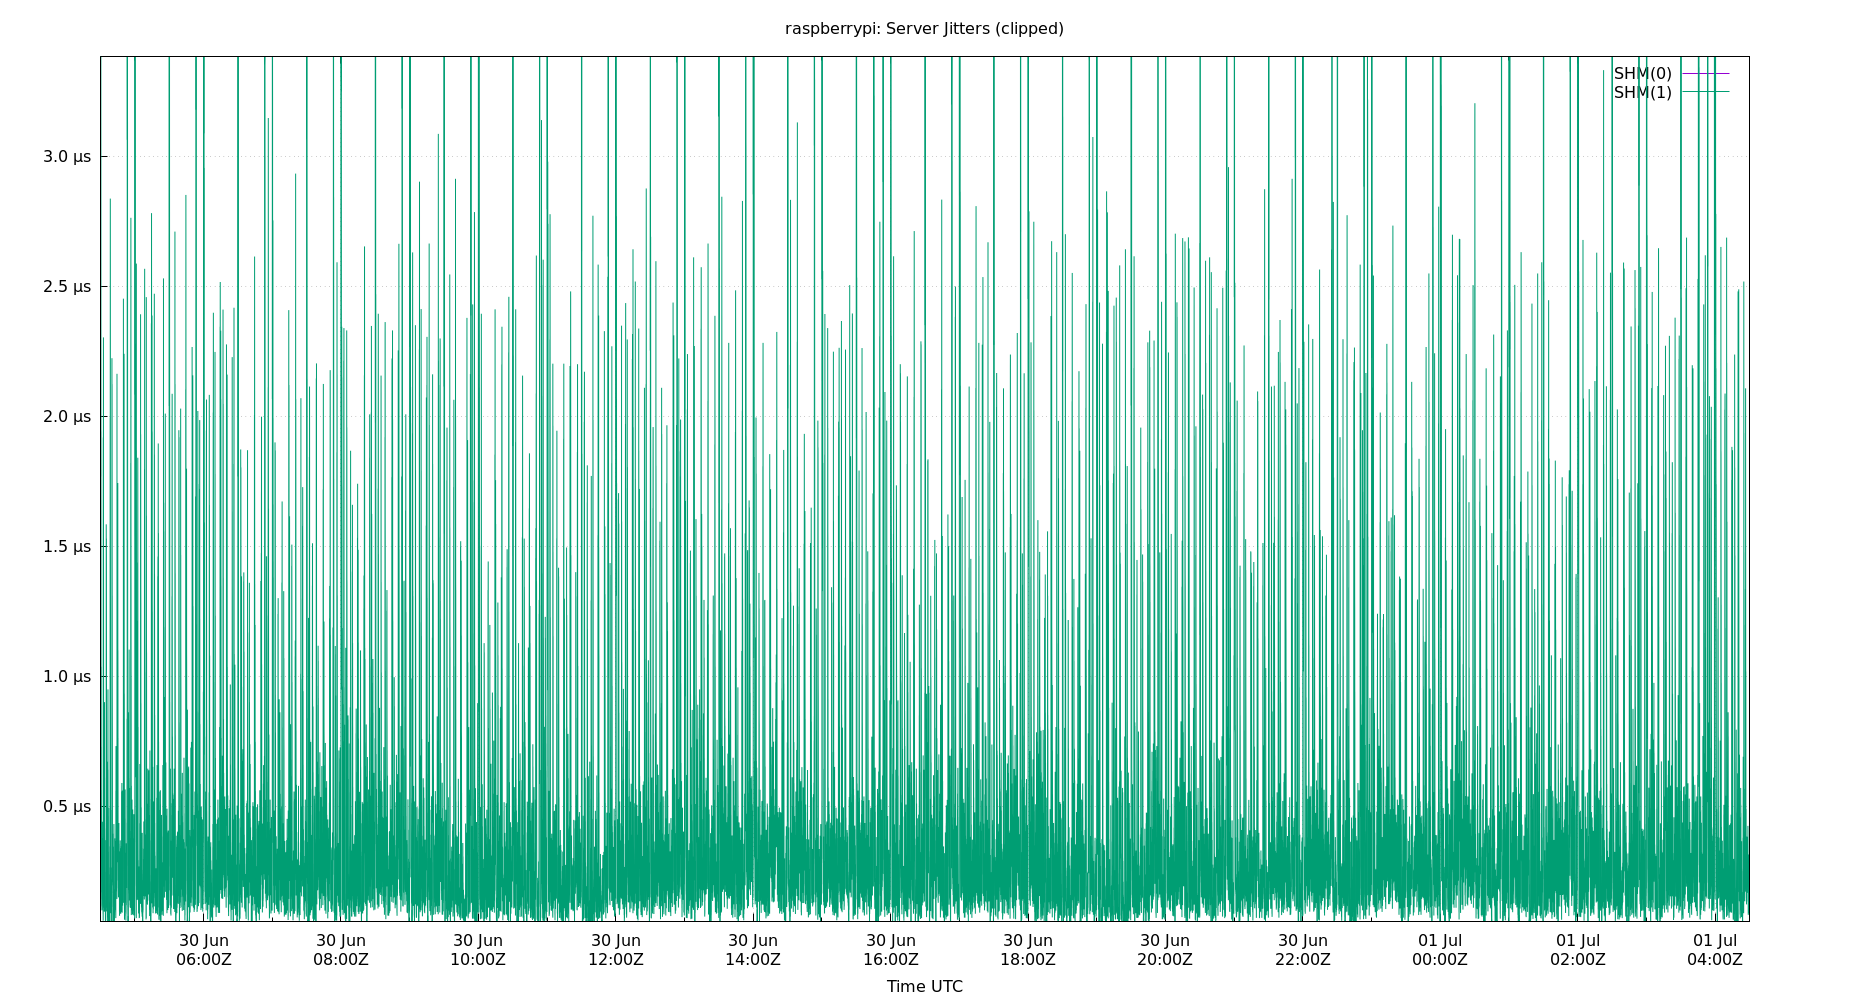 raspberrypi: Server Jitters (clipped)
SHM(0)
SHM(1)
3.0 µs
2.5 µs
2.0 µs
1.5 µs
1.0 µs
0.5 µs
30 Jun 30 Jun 30 Jun 30 Jun 30 Jun 30 Jun 30 Jun 30 Jun 30 Jun 01 Jul 01 Jul 01 Jul
06:00Z 08:00Z 10:00Z 12:00Z 14:00Z 16:00Z 18:00Z 20:00Z 22:00Z 00:00Z 02:00Z 04:00Z
Time UTC